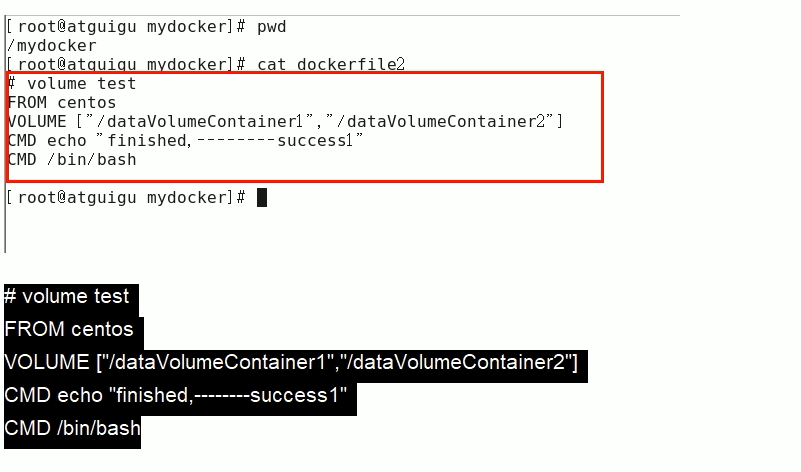 [root@atguigu mydocker]# pwd
/mydocker
[root@atguigu mydocker]# cat dockerfile2
# volume test
FROM centos
VOLUME ["/dataVolumeContainer1","/dataVolumeContainer2"]
CMD echo "finished,--------success1"
CMD /bin/bash
[root@atguigu mydocker]#
# volume test
FROM centos
VOLUME ["/dataVolumeContainer1","/dataVolumeContainer2"]
CMD echo "finished,--------success1"
CMD /bin/bash